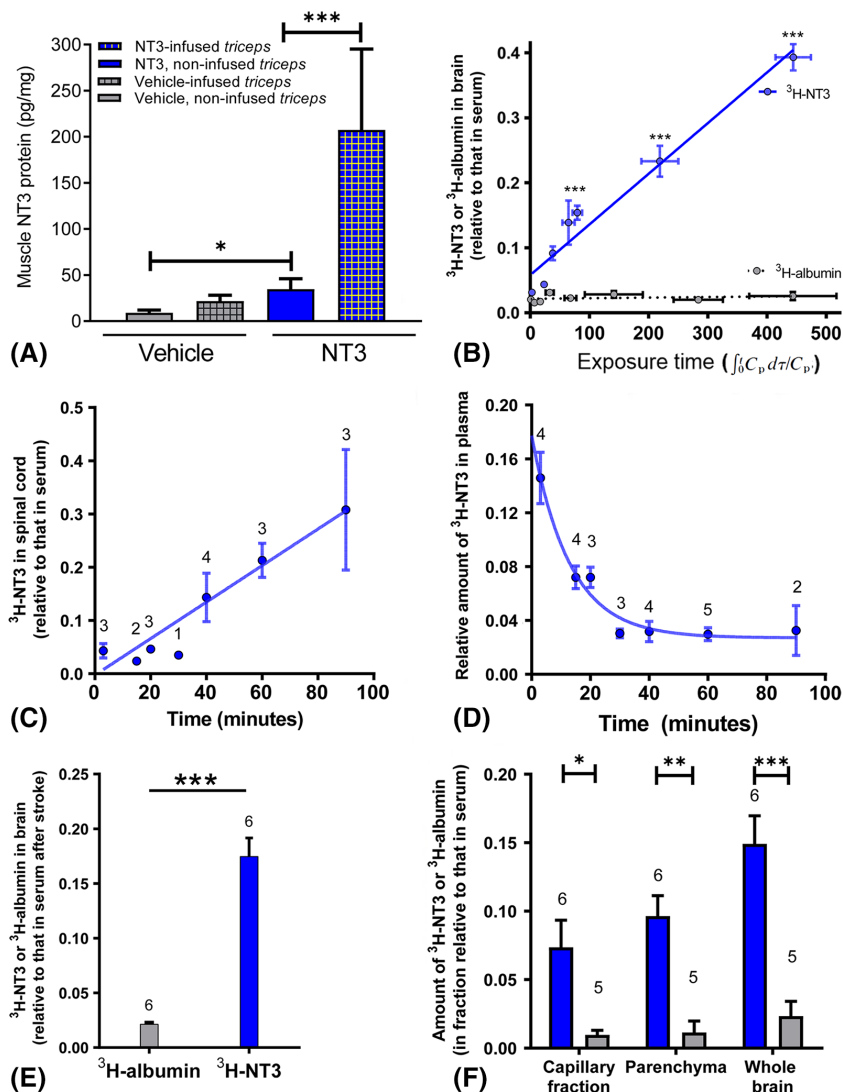 ***
300
250
200
150
100
50
0
Muscle NT3 protein (pg/mg)
NT3-infused triceps
NT3, non-infused triceps
Vehicle-infused triceps
Vehicle, non-infused triceps
*
Vehicle
NT3
(A)
0.4
0.3
0.2
0.1
0.0
³H-NT3 or ³H-albumin in brain
(relative to that in serum)
***
***
***
³H-NT3
³H-albumin
0 100 200 300 400 500
Exposure time (∫₀ᵗCₚ dτ/Cₚₜ)
(B)
0.5
0.4
0.3
0.2
0.1
0.0
³H-NT3 in spinal cord
(relative to that in serum)
3
2
3
1
4
3
3
0 20 40 60 80 100
Time (minutes)
(C)
0.20
0.16
0.12
0.08
0.04
0.00
Relative amount of ³H-NT3 in plasma
4
4
3
3
4
5
2
0 20 40 60 80 100
Time (minutes)
(D)
0.25
0.20
0.15
0.10
0.05
0.00
³H-NT3 or ³H-albumin in brain
(relative to that in serum after stroke)
***
6
6
³H-albumin
³H-NT3
(E)
0.20
0.15
0.10
0.05
0.00
Amount of ³H-NT3 or ³H-albumin
(in fraction relative to that in serum)
*
**
***
6
5
6
5
6
5
Capillary
fraction
Parenchyma
Whole
brain
(F)